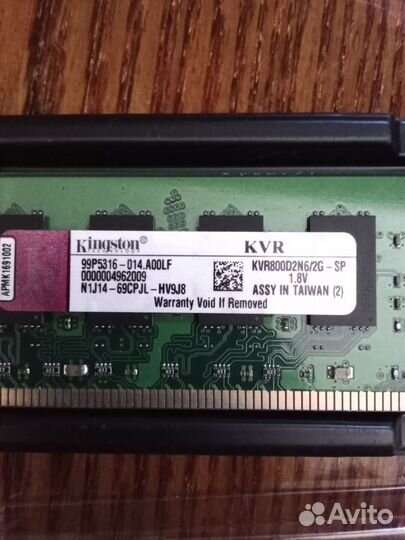 Kingston
TECHNOLOGY
99P5316-014.A00LF
0000004962009
N1J14-69CPJL-HV9J8
KVR
KVR800D2N6/2G-SP
1.8V
ASSY IN TAIWAN (2)
Warranty Void If Removed
APMK1691002
Avito